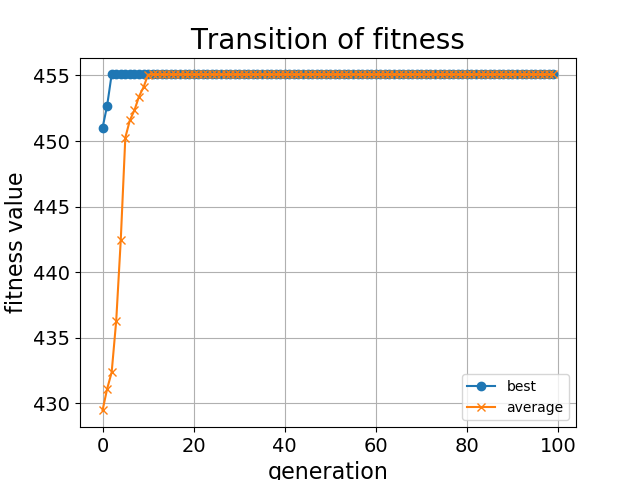 Transition of fitness
fitness value
455
450
445
440
435
430
0 20 40 60 80 100
generation
best
average